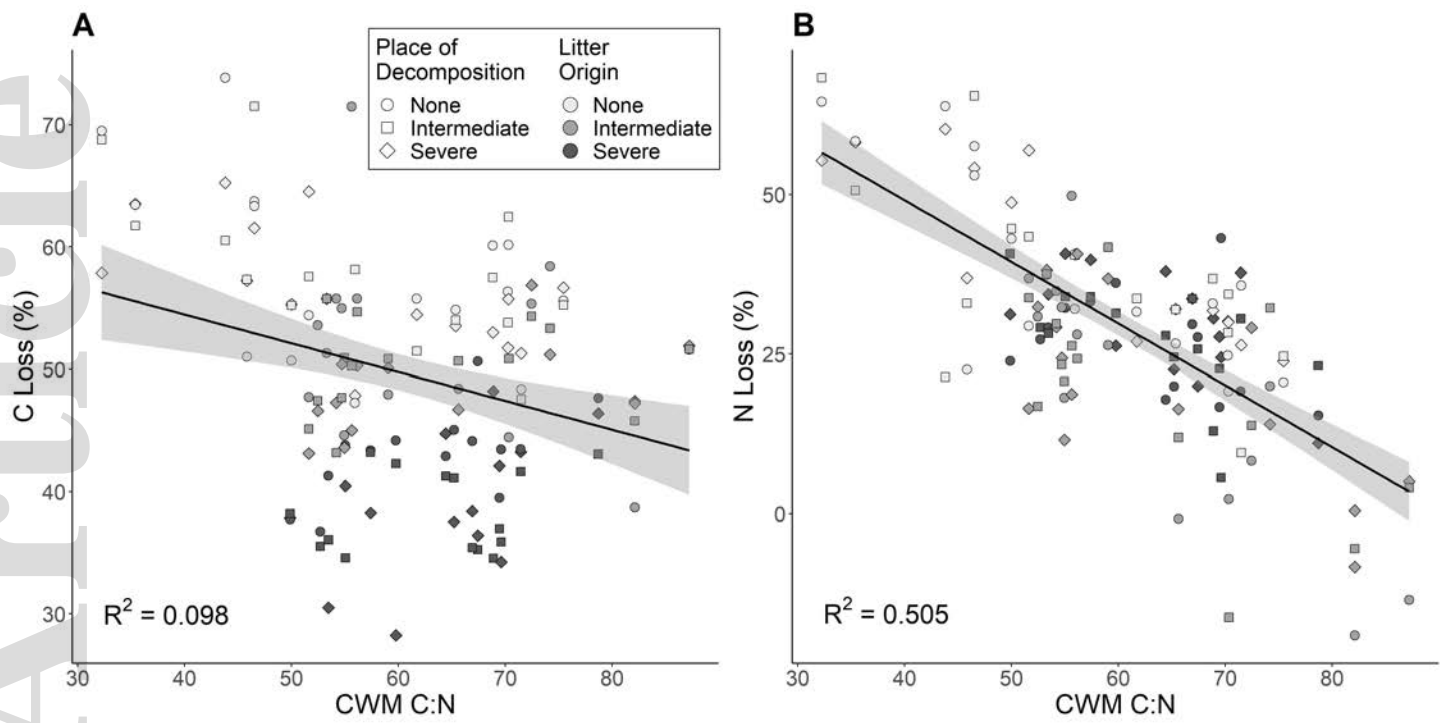 A
B
Place of Decomposition
Litter Origin
None
None
Intermediate
Intermediate
Severe
Severe
C Loss (%)
70
60
50
40
30
R² = 0.098
30 40 50 60 70 80
CWM C:N
N Loss (%)
50
25
0
R² = 0.505
30 40 50 60 70 80
CWM C:N
Article